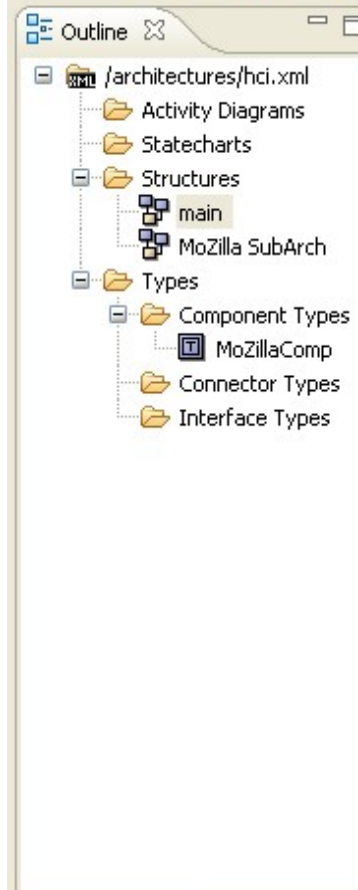 Outline
XML /architectures/hci.xml
Activity Diagrams
Statecharts
Structures
main
MoZilla SubArch
Types
Component Types
T MoZillaComp
Connector Types
Interface Types